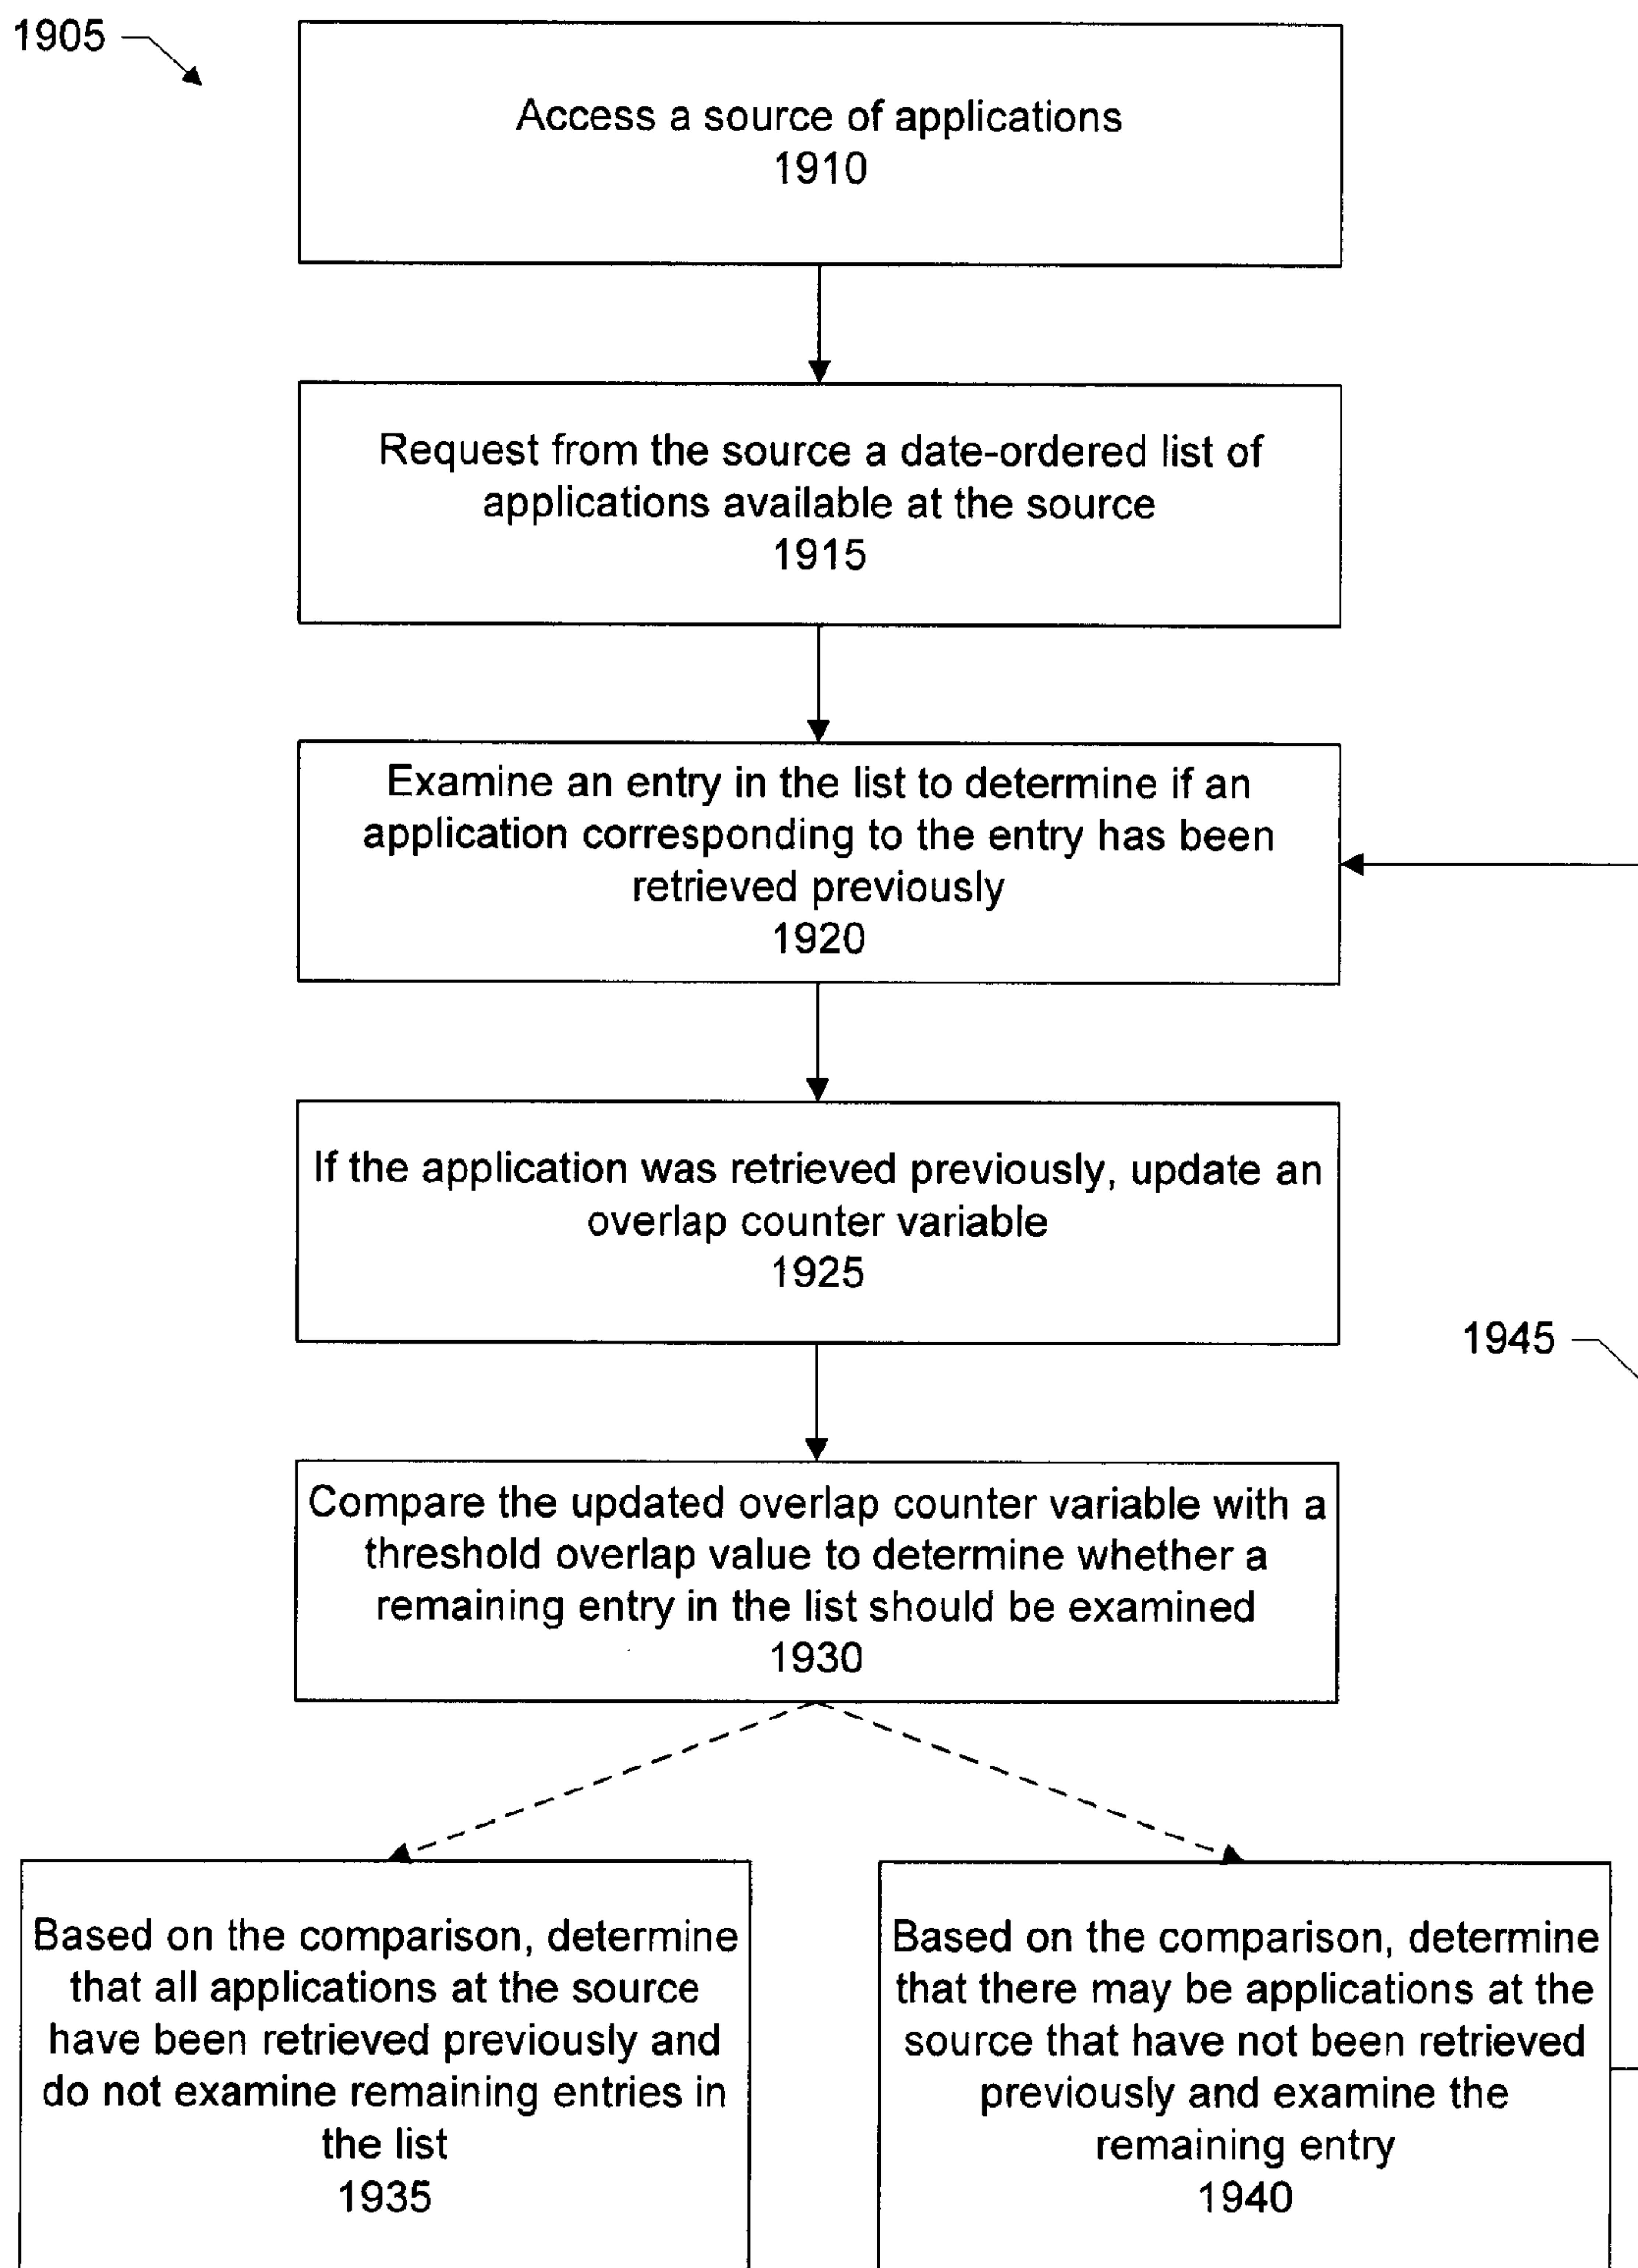 1905
Access a source of applications
1910
Request from the source a date-ordered list of
applications available at the source
1915
Examine an entry in the list to determine if an
application corresponding to the entry has been
retrieved previously
1920
If the application was retrieved previously, update an
overlap counter variable
1925
1945
Compare the updated overlap counter variable with a
threshold overlap value to determine whether a
remaining entry in the list should be examined
1930
Based on the comparison, determine
that all applications at the source
have been retrieved previously and
do not examine remaining entries in
the list
1935
Based on the comparison, determine
that there may be applications at the
source that have not been retrieved
previously and examine the
remaining entry
1940